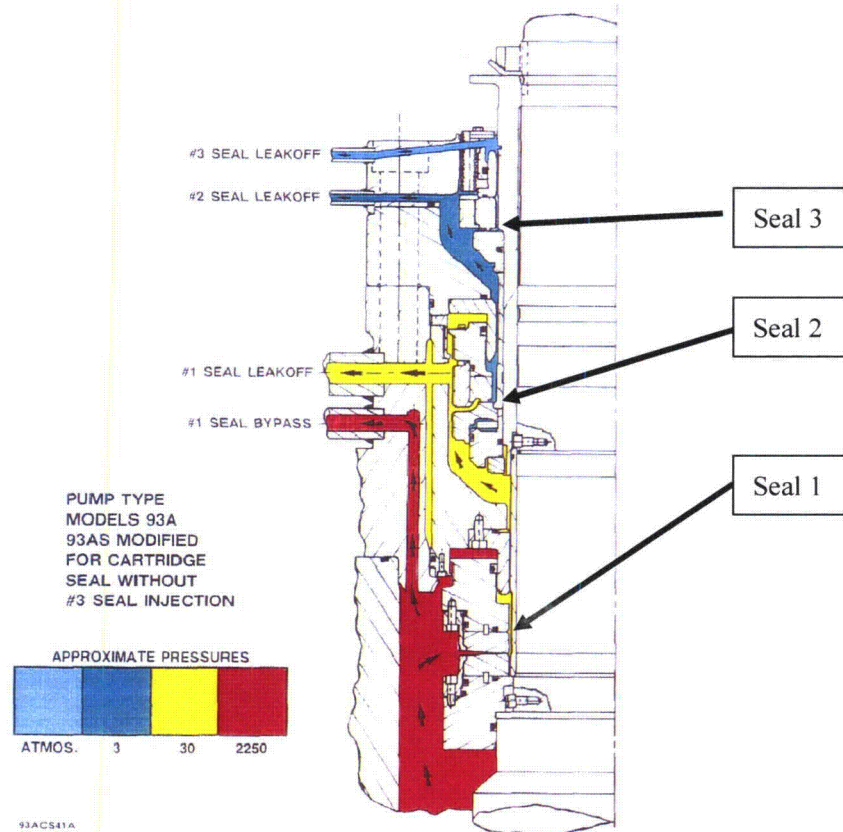 #3 SEAL LEAKOFF
#2 SEAL LEAKOFF
Seal 3
Seal 2
#1 SEAL LEAKOFF
#1 SEAL BYPASS
Seal 1
PUMP TYPE
MODELS 93A
93AS MODIFIED
FOR CARTRIDGE
SEAL WITHOUT
#3 SEAL INJECTION
APPROXIMATE PRESSURES
ATMOS. 3 30 2250
93ACS41A